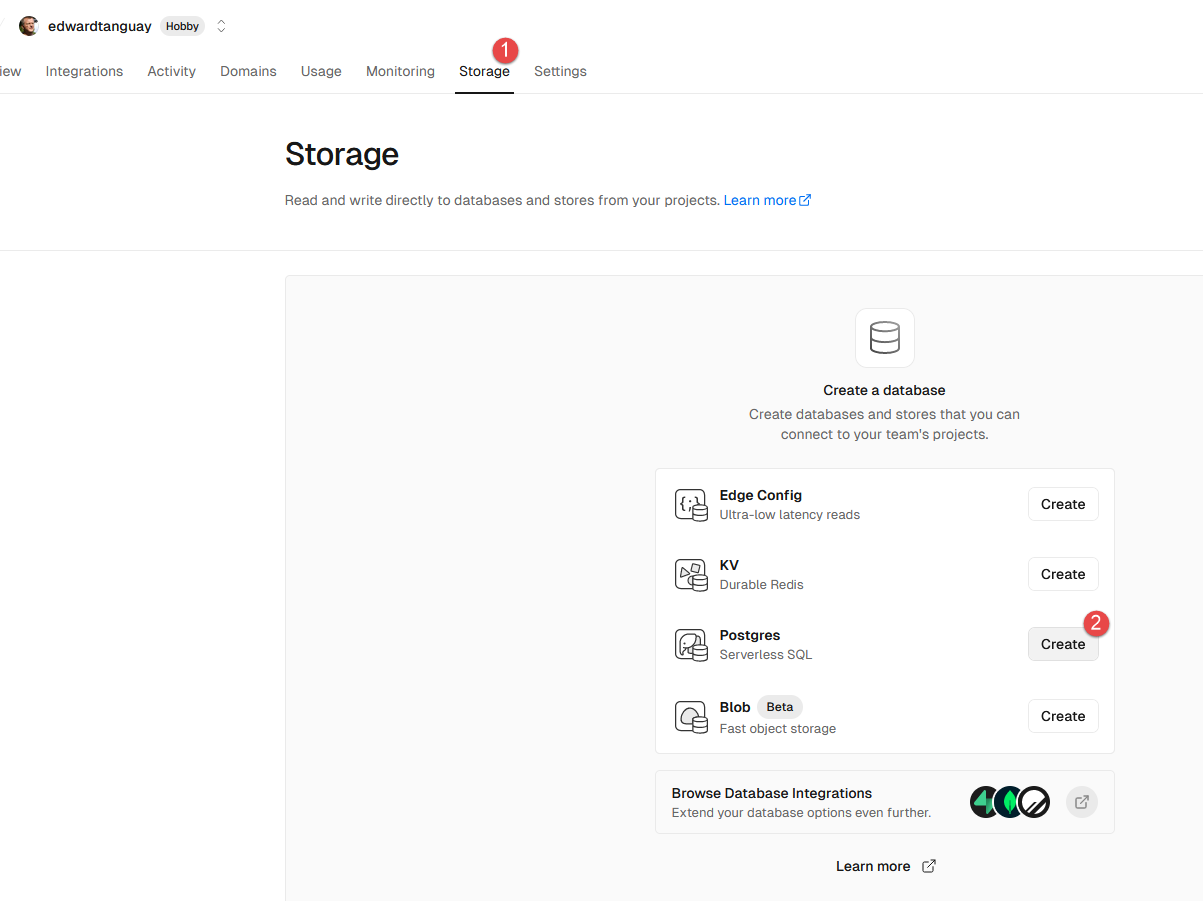 edwardtanguay Hobby
iew Integrations Activity Domains Usage Monitoring Storage Settings
1
Storage
Read and write directly to databases and stores from your projects. Learn more
Create a database
Create databases and stores that you can
connect to your team's projects.
Edge Config
Ultra-low latency reads
Create
KV
Durable Redis
Create
Postgres
Serverless SQL
Create
2
Blob Beta
Fast object storage
Create
Browse Database Integrations
Extend your database options even further.
Learn more